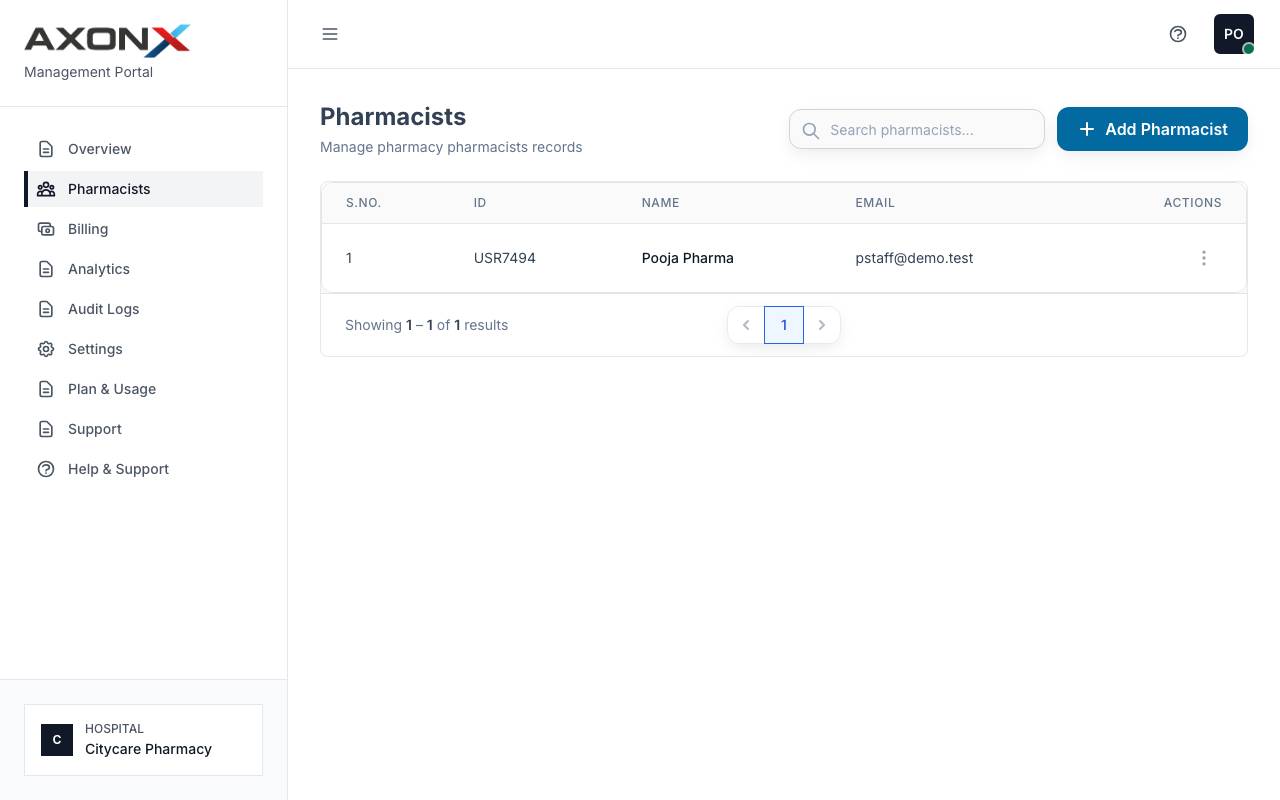 AXONX
Management Portal
Overview
Pharmacists
Billing
Analytics
Audit Logs
Settings
Plan & Usage
Support
Help & Support
HOSPITAL
C
Citycare Pharmacy
PO
Pharmacists
Manage pharmacy pharmacists records
Search pharmacists...
Add Pharmacist
S.NO. ID NAME EMAIL ACTIONS
1 USR7494 Pooja Pharma pstaff@demo.test
Showing 1 – 1 of 1 results
1